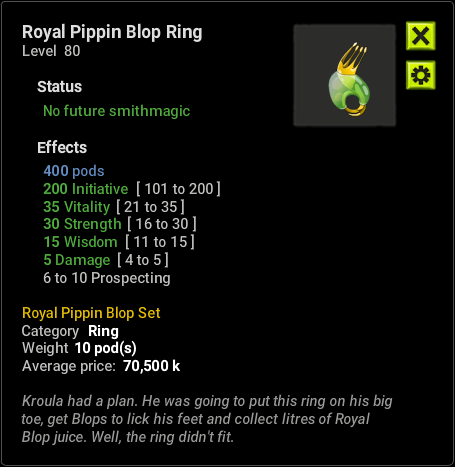 Royal Pippin Blop Ring
Level 80
Status
No future smithmagic
Effects
400 pods
200 Initiative [ 101 to 200 ]
35 Vitality [ 21 to 35 ]
30 Strength [ 16 to 30 ]
15 Wisdom [ 11 to 15 ]
5 Damage [ 4 to 5 ]
6 to 10 Prospecting
Royal Pippin Blop Set
Category Ring
Weight 10 pod(s)
Average price: 70,500 k
Kroula had a plan. He was going to put this ring on his big
toe, get Blops to lick his feet and collect litres of Royal
Blop juice. Well, the ring didn't fit.